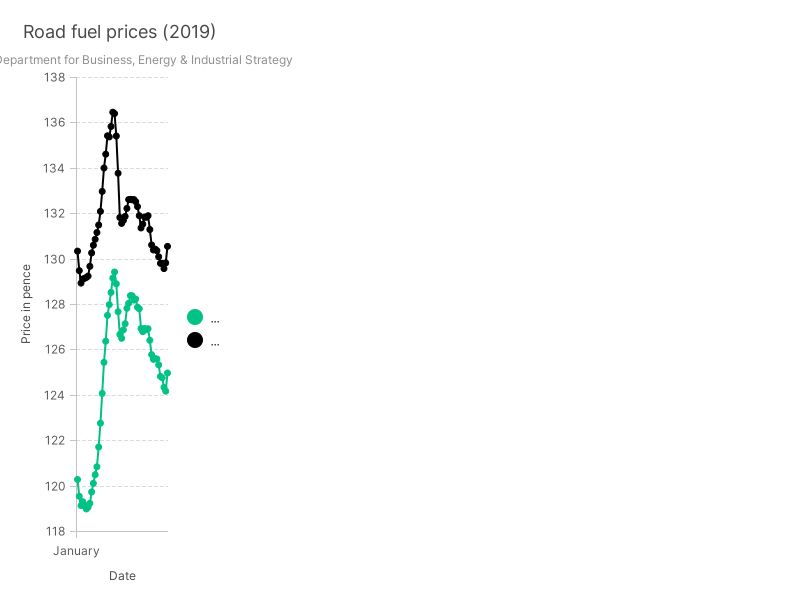 Road fuel prices (2019)
Department for Business, Energy & Industrial Strategy
138
136
134
132
130
128
126
124
122
120
118
Price in pence
...
...
January
Date